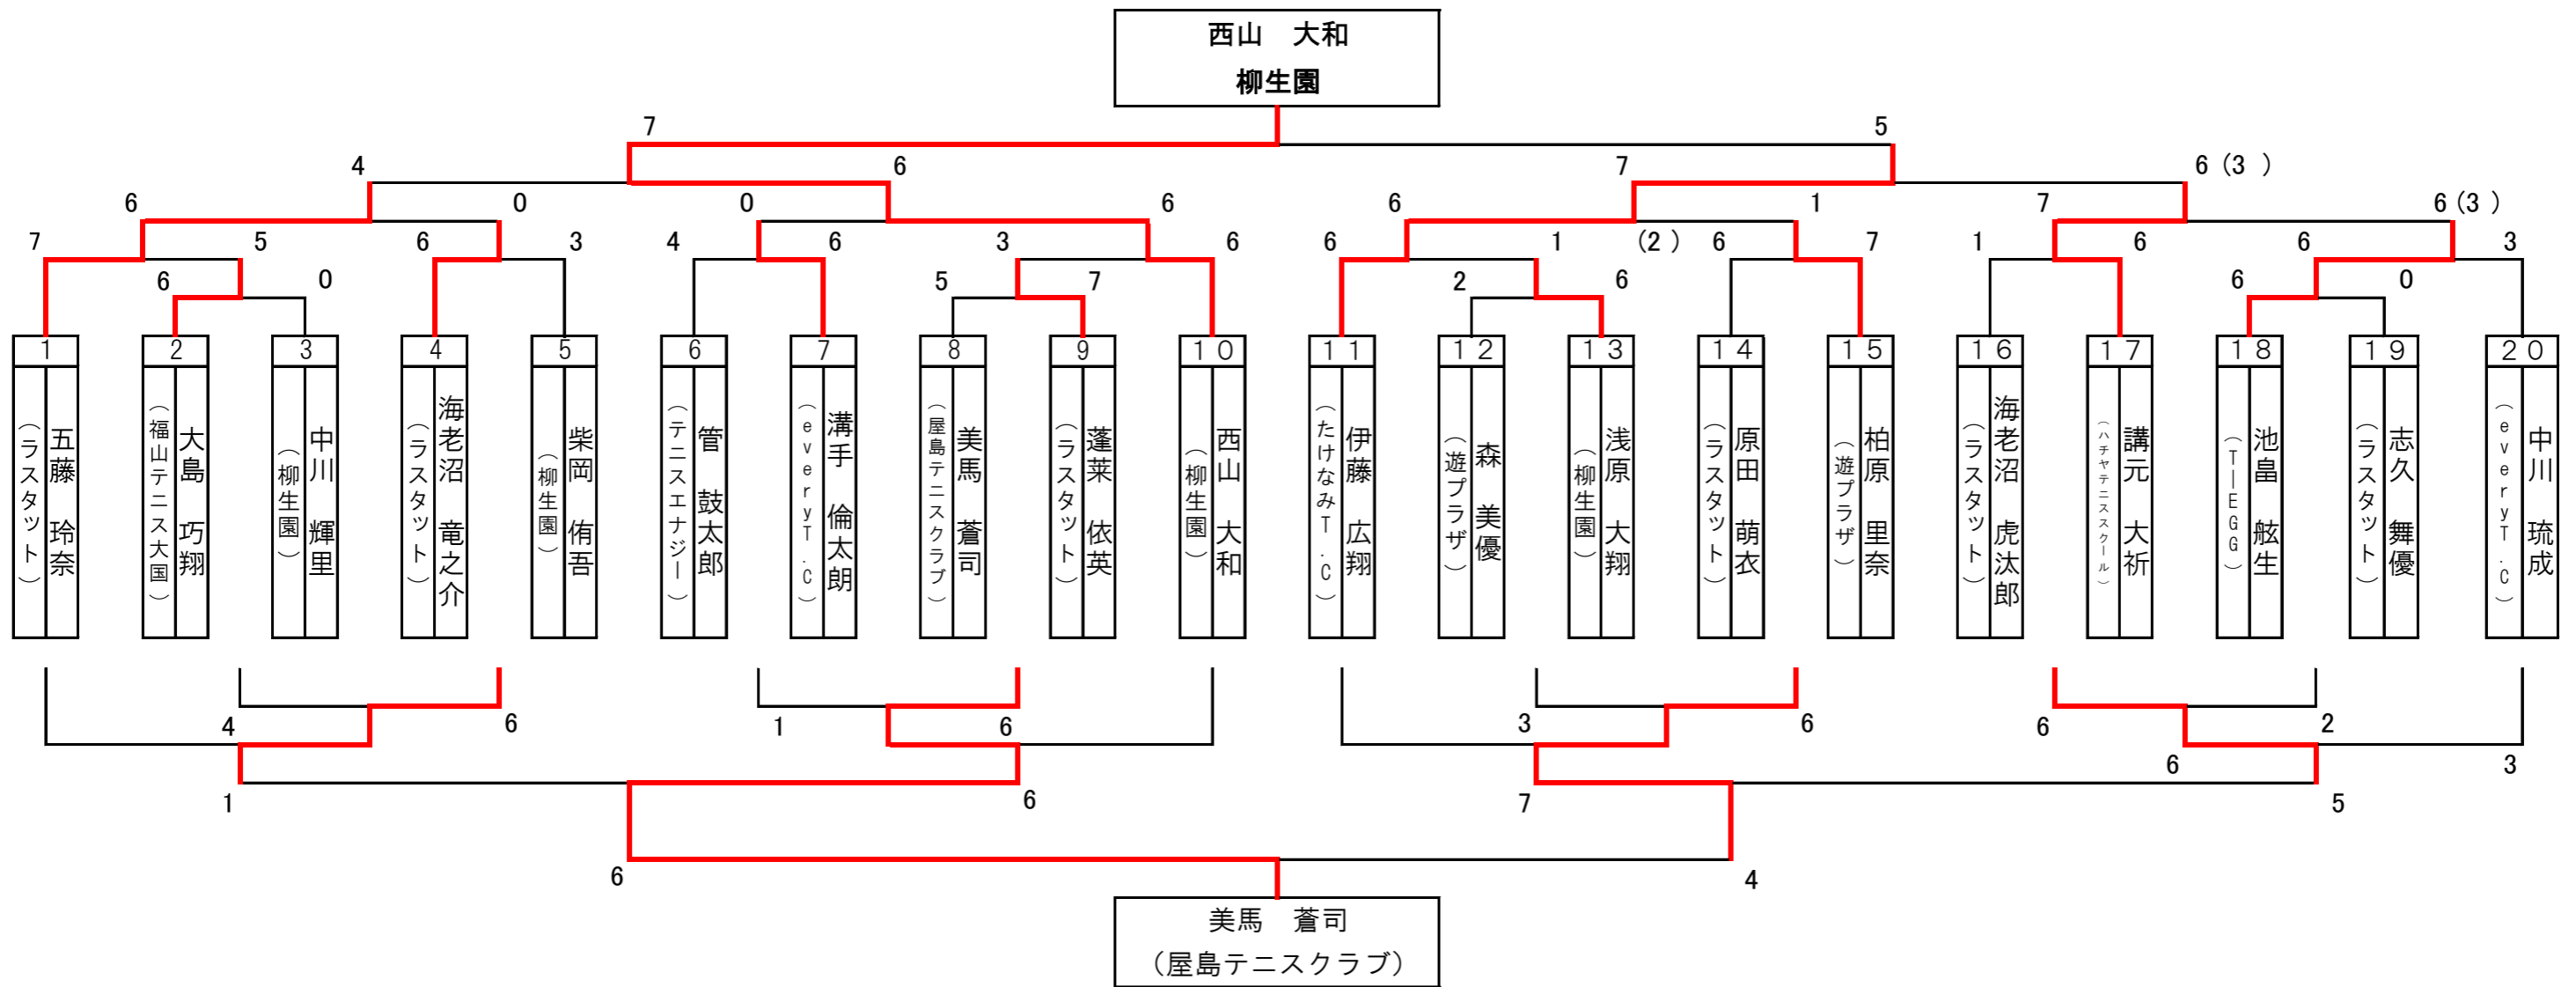 西山　大和
柳生園
7 5
4 6 7 6（3 ）
6 0 0 6 6 1 7 6（3 ）
7 5 6 3 4 6 3 6 6 1 （2 ）6 7 1 6 6 3
6 0 5 7 2 6 6 0
1 2 3 4 5 6 7 8 9 １０ １１ １２ １３ １４ １５ １６ １７ １８ １９ ２０
五藤　玲奈
（ラスタット）
大島　巧翔
（福山テニス大国）
中川　輝里
（柳生園）
海老沼　竜之介
（ラスタット）
柴岡　侑吾
（柳生園）
管　鼓太郎
（テニスエナジー）
溝手　倫太朗
（everyT.C）
美馬　蒼司
（屋島テニスクラブ）
蓬莱　依英
（ラスタット）
西山　大和
（柳生園）
伊藤　広翔
（たけなみT.C）
森　美優
（遊プラザ）
浅原　大翔
（柳生園）
原田　萌衣
（ラスタット）
柏原　里奈
（遊プラザ）
海老沼　虎汰郎
（ラスタット）
講元　大祈
（ハチヤテニススクール）
池畠　舷生
（T－EGG）
志久　舞優
（ラスタット）
中川　琉成
（everyT.C）
4 6 1 6 3 6 6 2
6 3
1 6 7 5
6 4
美馬　蒼司
（屋島テニスクラブ）